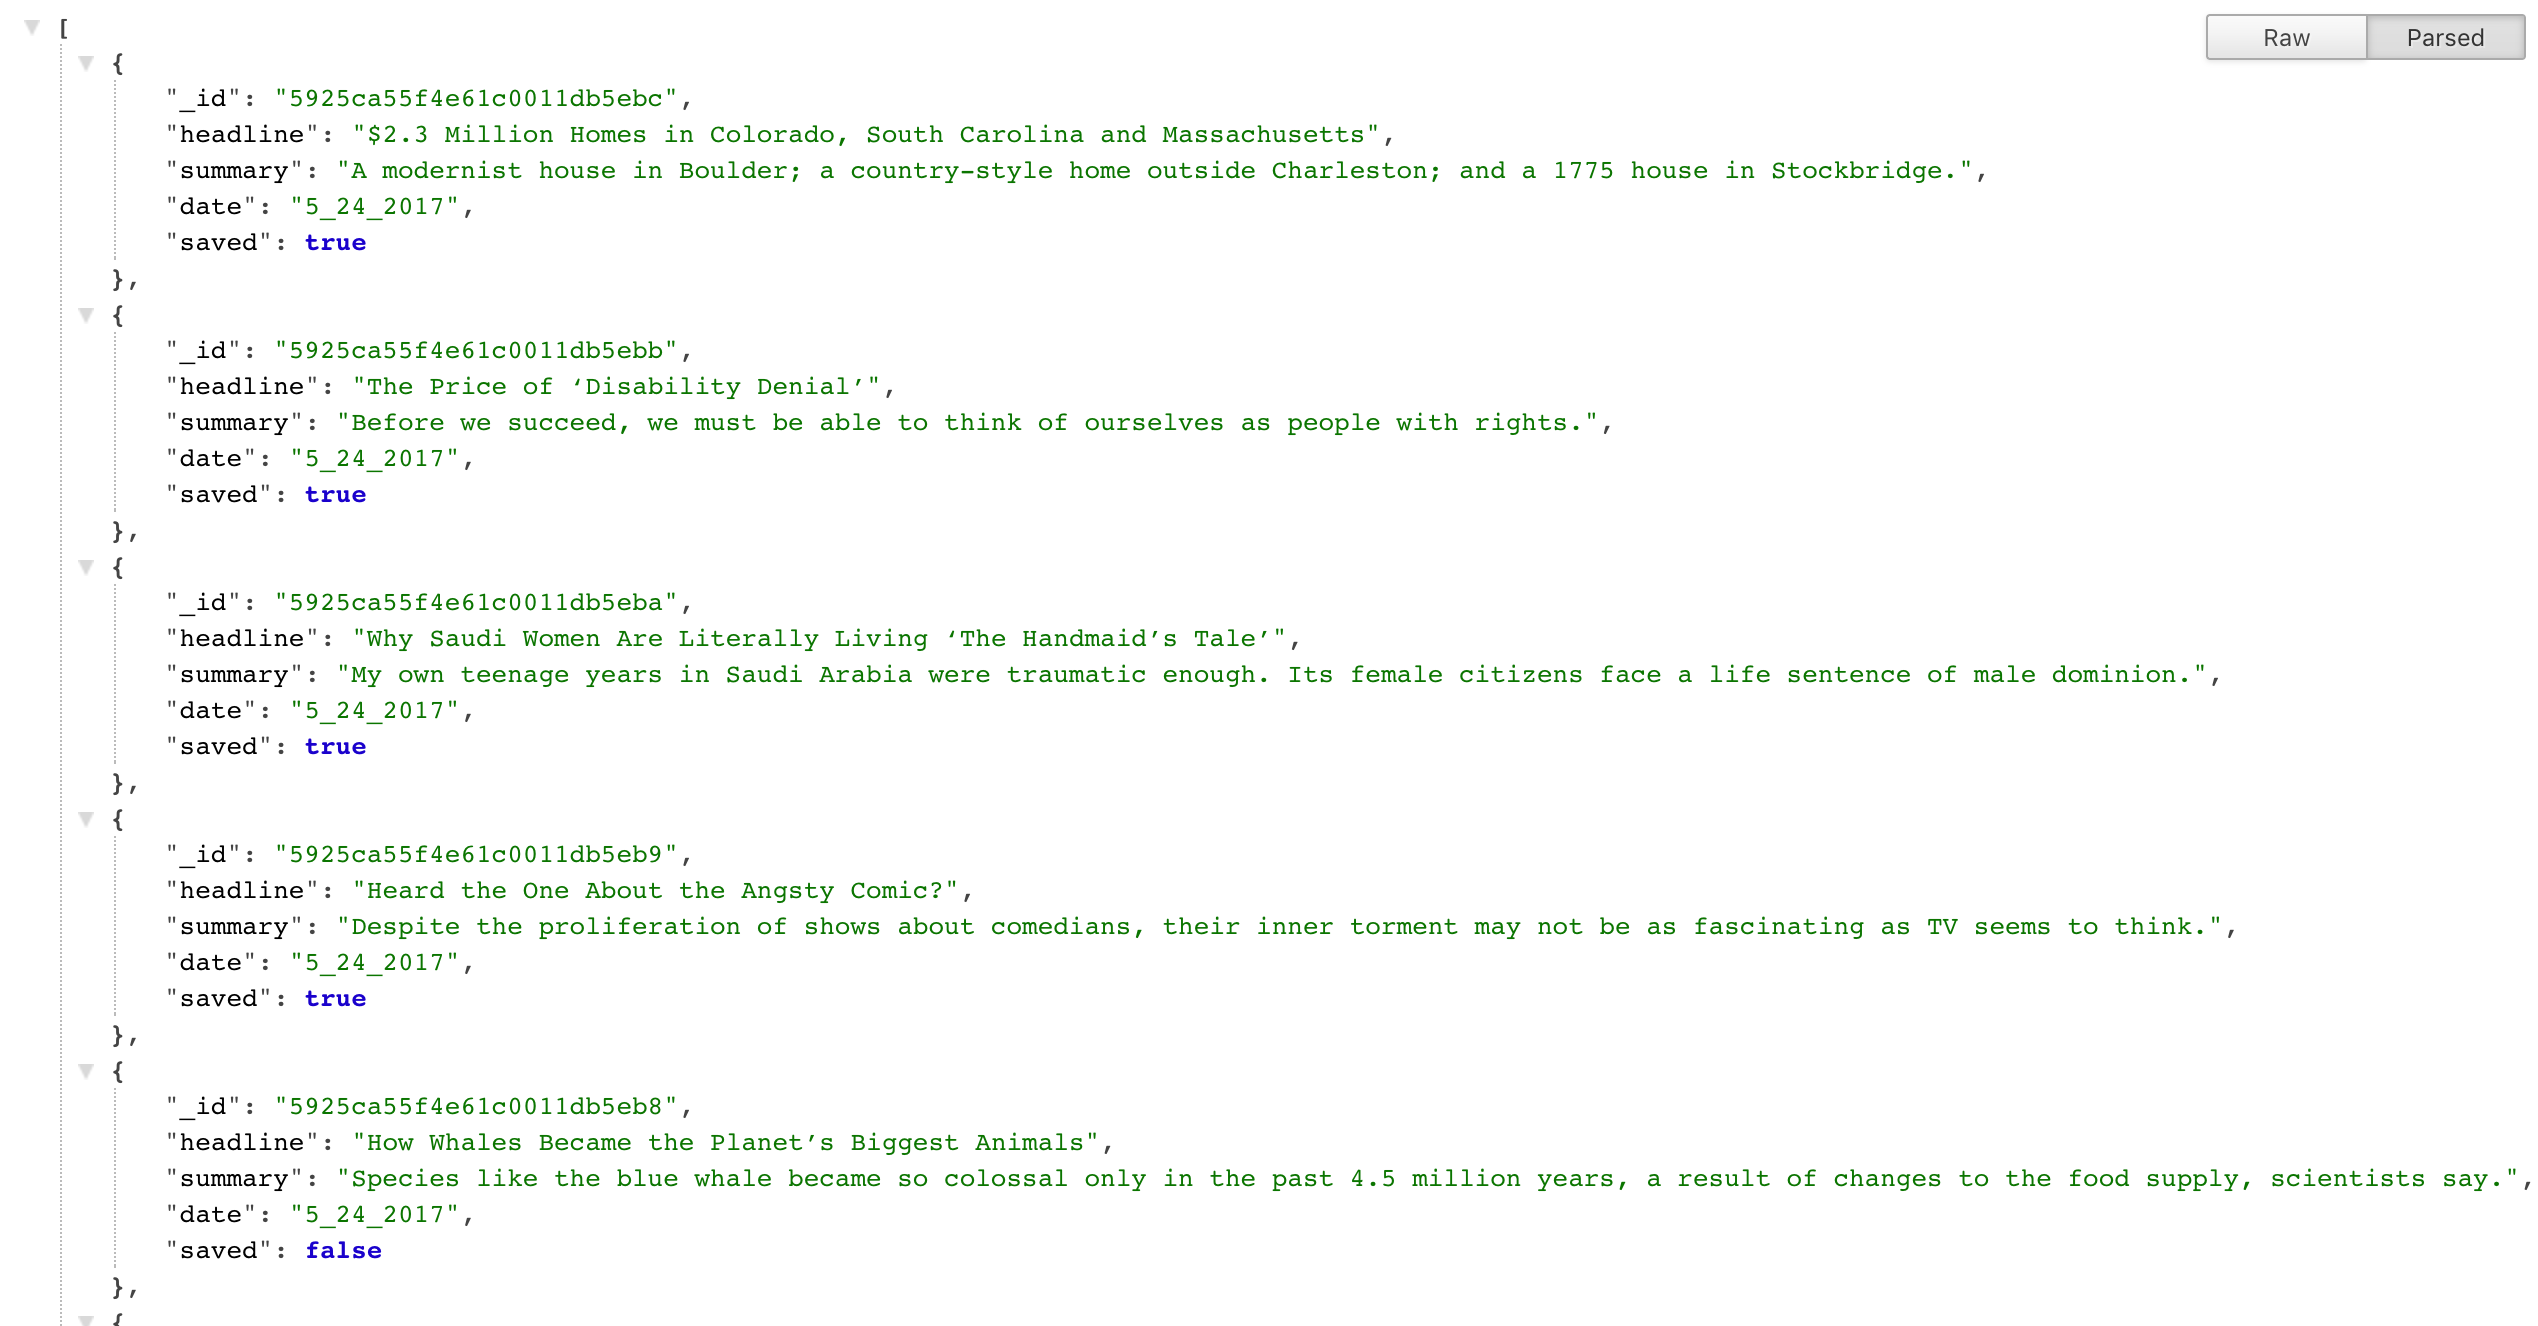 [
Raw Parsed
{
"_id": "5925ca55f4e61c0011db5ebc",
"headline": "$2.3 Million Homes in Colorado, South Carolina and Massachusetts",
"summary": "A modernist house in Boulder; a country-style home outside Charleston; and a 1775 house in Stockbridge.",
"date": "5_24_2017",
"saved": true
},
{
"_id": "5925ca55f4e61c0011db5ebb",
"headline": "The Price of ‘Disability Denial’",
"summary": "Before we succeed, we must be able to think of ourselves as people with rights.",
"date": "5_24_2017",
"saved": true
},
{
"_id": "5925ca55f4e61c0011db5eba",
"headline": "Why Saudi Women Are Literally Living ‘The Handmaid’s Tale’",
"summary": "My own teenage years in Saudi Arabia were traumatic enough. Its female citizens face a life sentence of male dominion.",
"date": "5_24_2017",
"saved": true
},
{
"_id": "5925ca55f4e61c0011db5eb9",
"headline": "Heard the One About the Angsty Comic?",
"summary": "Despite the proliferation of shows about comedians, their inner torment may not be as fascinating as TV seems to think.",
"date": "5_24_2017",
"saved": true
},
{
"_id": "5925ca55f4e61c0011db5eb8",
"headline": "How Whales Became the Planet’s Biggest Animals",
"summary": "Species like the blue whale became so colossal only in the past 4.5 million years, a result of changes to the food supply, scientists say.",
"date": "5_24_2017",
"saved": false
},
{